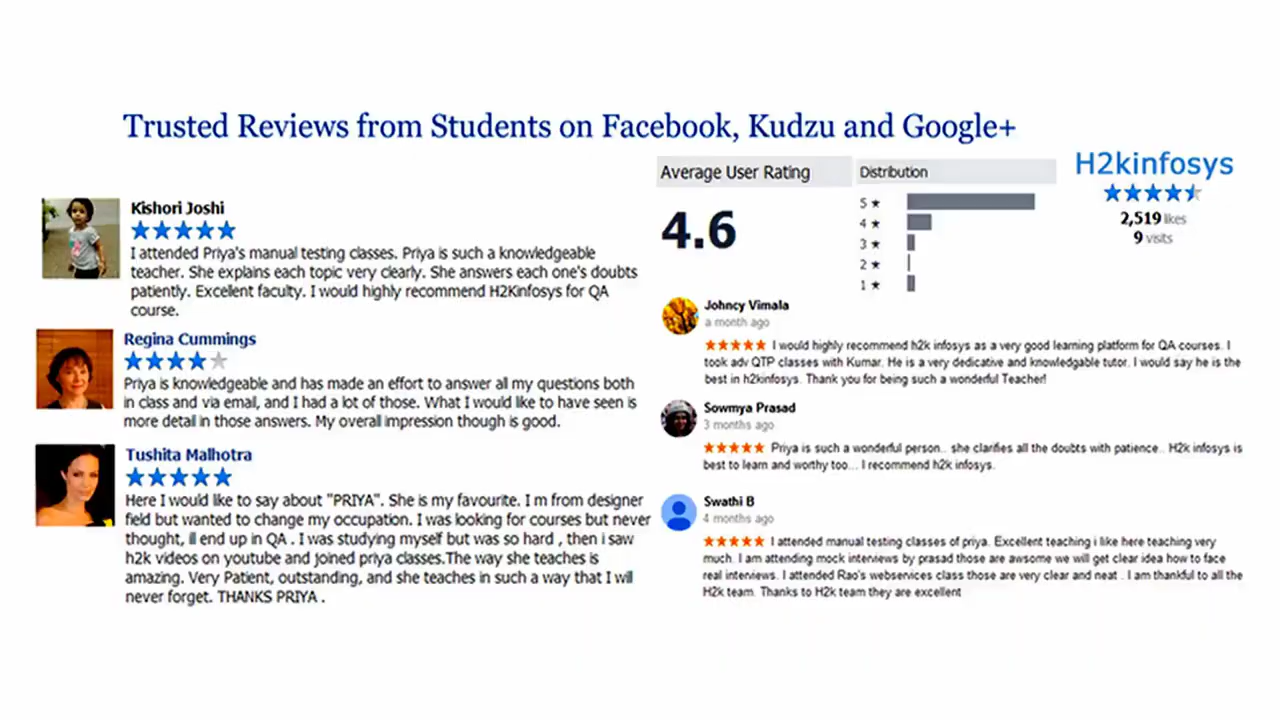 Trusted Reviews from Students on Facebook, Kudzu and Google+
Kishori Joshi
I attended Priya's manual testing classes. Priya is such a knowledgeable
teacher. She explains each topic very clearly. She answers each one's doubts
patiently. Excellent faculty. I would highly recommend H2Kinfosys for QA
course.
Regina Cummings
Priya is knowledgeable and has made an effort to answer all my questions both
in class and via email, and I had a lot of those. What I would like to have seen is
more detail in those answers. My overall impression though is good.
Tushita Malhotra
Here I would like to say about "PRIYA". She is my favourite. I m from designer
field but wanted to change my occupation. I was looking for courses but never
thought, ill end up in QA . I was studying myself but was so hard , then i saw
h2k videos on youtube and joined priya classes.The way she teaches is
amazing. Very Patient, outstanding, and she teaches in such a way that I will
never forget. THANKS PRIYA .
Average User Rating
4.6
Distribution
5 ★
4 ★
3 ★
2 ★
1 ★
H2kinfosys
2,519 likes
9 visits
Johncy Vimala
a month ago
I would highly recommend h2k infosys as a very good learning platform for QA courses. I
took adv QTP classes with Kumar. He is a very dedicative and knowledgable tutor. I would say he is the
best in h2kinfosys. Thank you for being such a wonderful Teacher!
Sowmya Prasad
3 months ago
Priya is such a wonderful person.. she clarifies all the doubts with patience.. H2k infosys is
best to learn and worthy too... I recommend h2k infosys.
Swathi B
4 months ago
I attended manual testing classes of priya. Excellent teaching i like here teaching very
much. I am attending mock interviews by prasad those are awsome we will get clear idea how to face
real interviews. I attended Rao's webservices class those are very clear and neat . I am thankful to all the
H2k team. Thanks to H2k team they are excellent